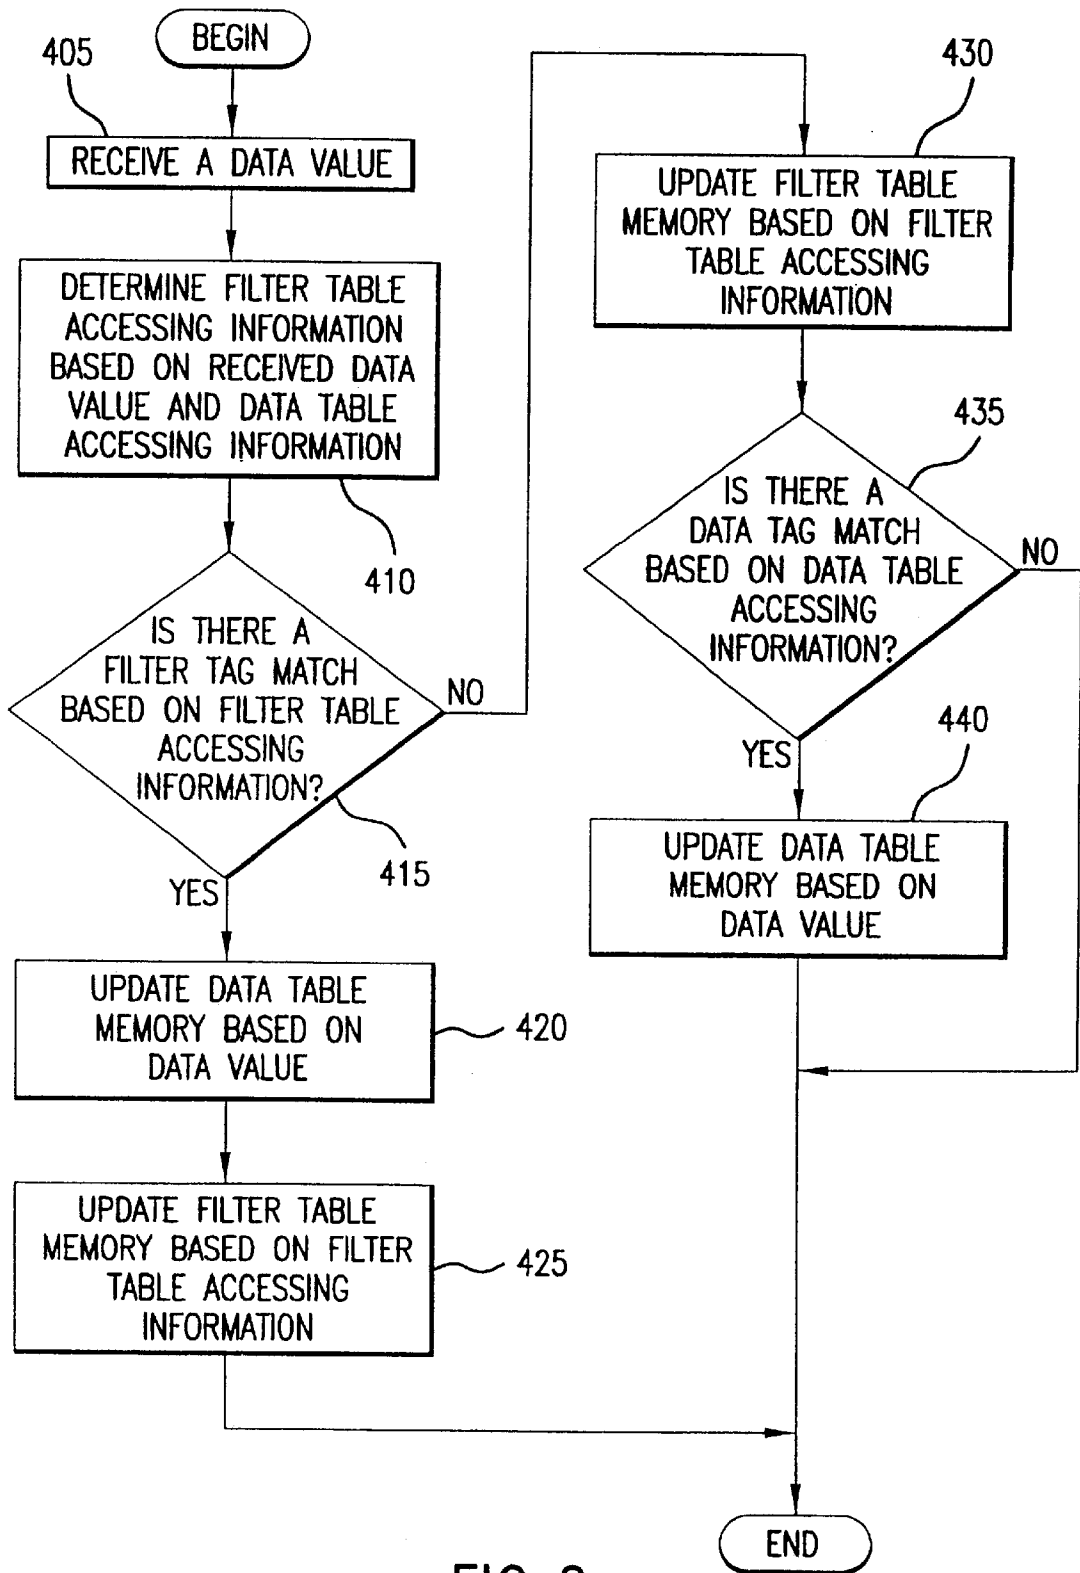 BEGIN
405
RECEIVE A DATA VALUE
DETERMINE FILTER TABLE
ACCESSING INFORMATION
BASED ON RECEIVED DATA
VALUE AND DATA TABLE
ACCESSING INFORMATION
410
IS THERE A
FILTER TAG MATCH
BASED ON FILTER TABLE
ACCESSING
INFORMATION?
NO
415
YES
UPDATE DATA TABLE
MEMORY BASED ON
DATA VALUE
420
UPDATE FILTER TABLE
MEMORY BASED ON FILTER
TABLE ACCESSING
INFORMATION
425
430
UPDATE FILTER TABLE
MEMORY BASED ON FILTER
TABLE ACCESSING
INFORMATION
435
IS THERE A
DATA TAG MATCH
BASED ON DATA TABLE
ACCESSING
INFORMATION?
NO
YES
440
UPDATE DATA TABLE
MEMORY BASED ON
DATA VALUE
END